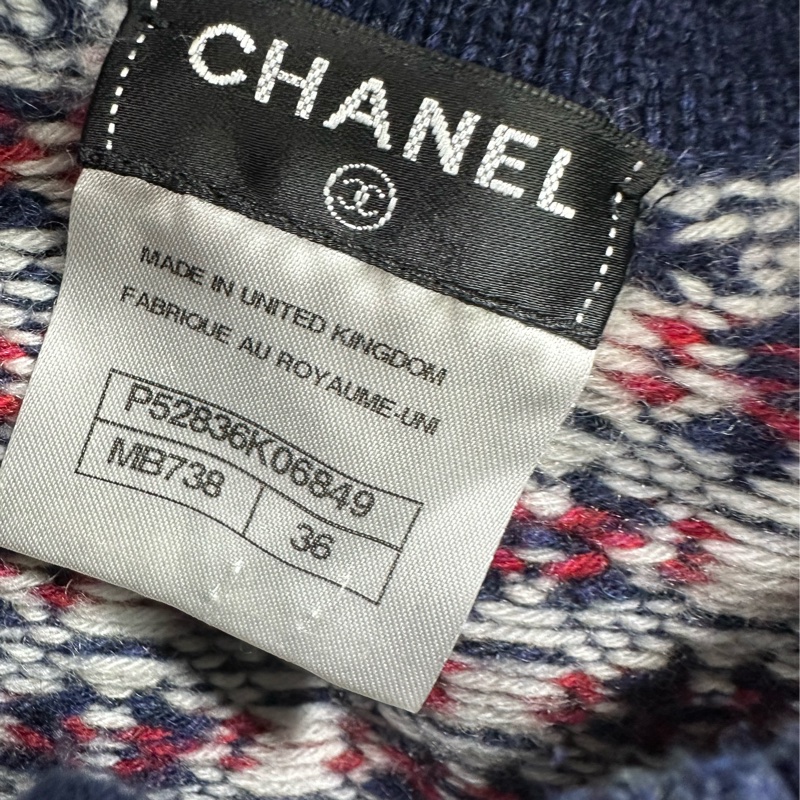 CHANEL
MADE IN UNITED KINGDOM
FABRIQUE AU ROYAUME-UNI
P52836K06849
MB738
36